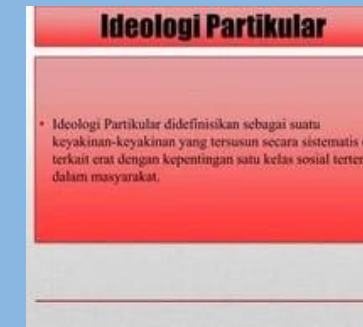 Ideologi Partikular
• Ideologi Partikular didefinisikan sebagai suatu
keyakinan-keyakinan yang tersusun secara sistematis
terkait erat dengan kepentingan satu kelas sosial
dalam masyarakat.